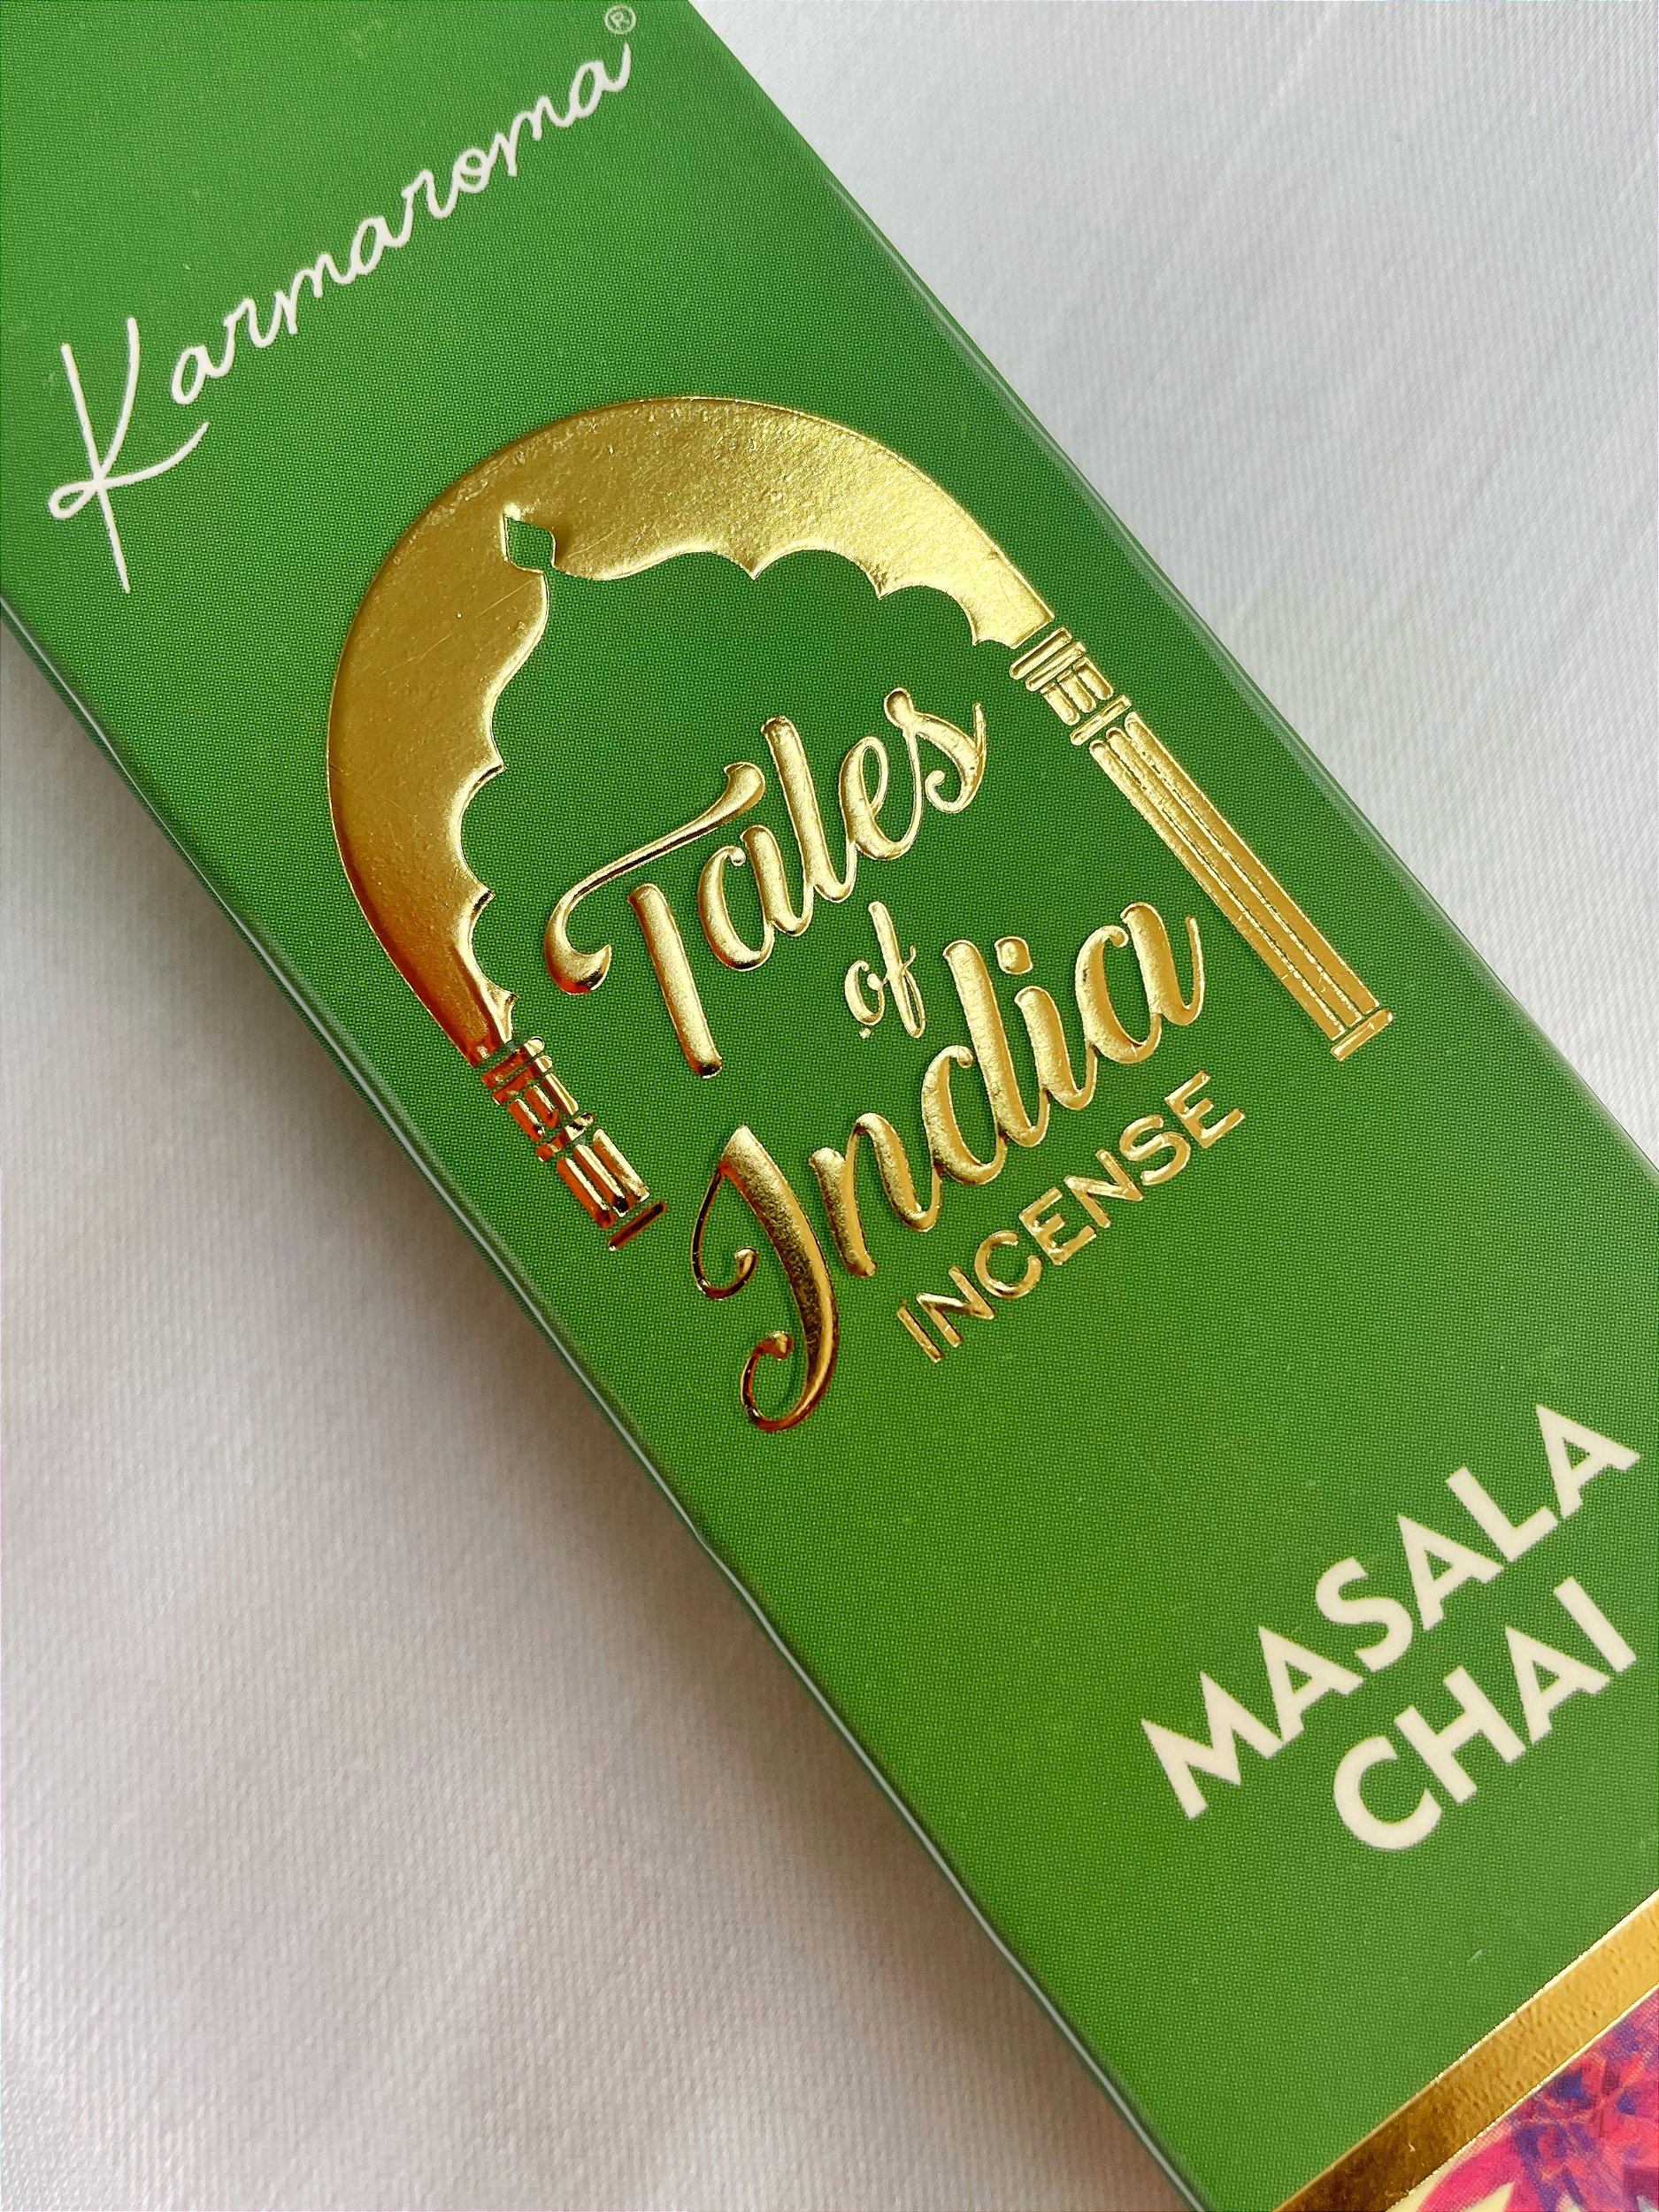 Karmaroma®
Tales
of
India
INCENSE
MASALA
CHAI